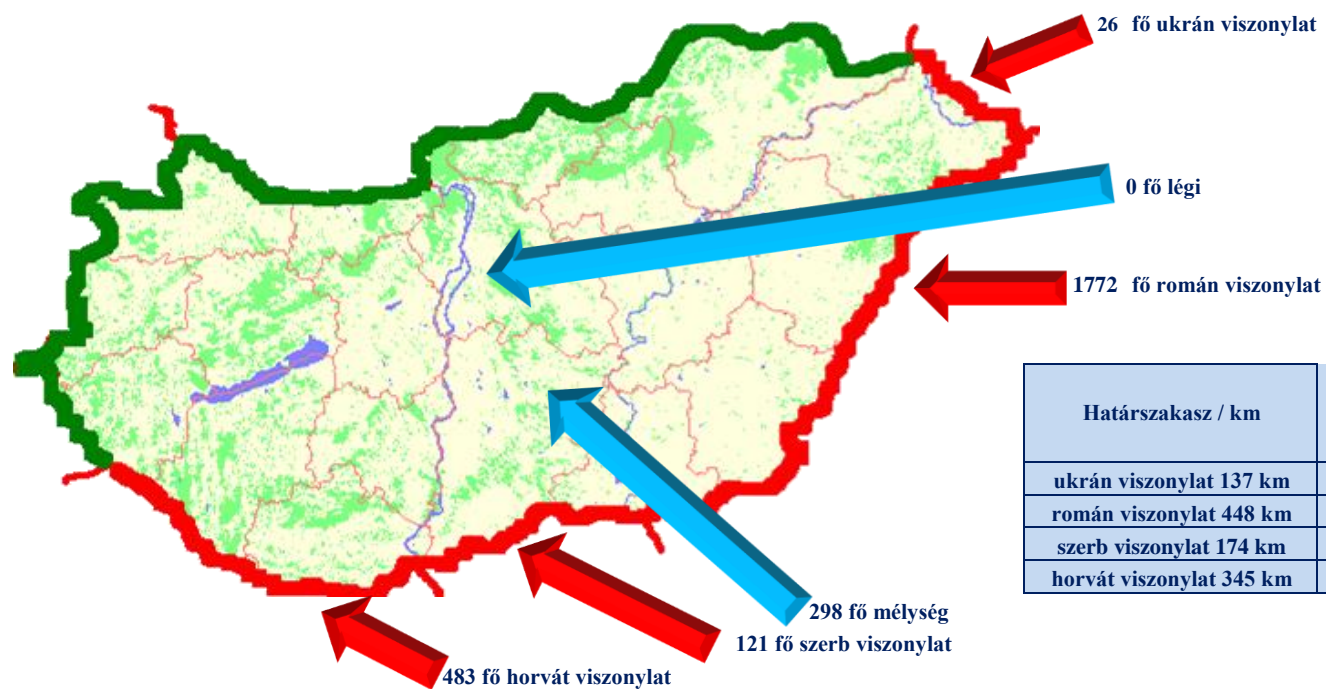 26 fő ukrán viszonylat
0 fő légi
1772 fő román viszonylat
Határszakasz / km
ukrán viszonylat 137 km
román viszonylat 448 km
szerb viszonylat 174 km
horvát viszonylat 345 km
298 fő mélység
121 fő szerb viszonylat
483 fő horvát viszonylat